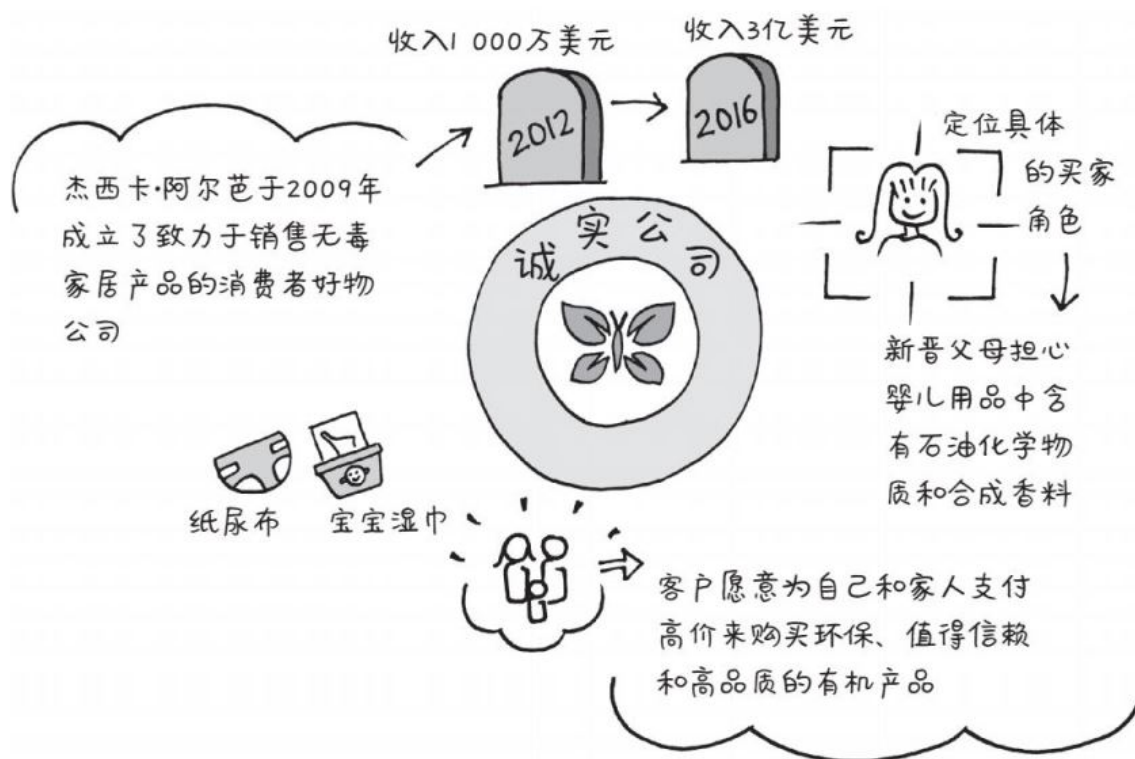 收入1 000万美元
收入3亿美元
2012
2016
杰西卡·阿尔芭于2009年
成立了致力于销售无毒
家居产品的消费者好物
公司
定位具体
的买家
角色
诚实公司
新晋父母担心
婴儿用品中含
有石油化学物
质和合成香料
纸尿布
宝宝湿巾
客户愿意为自己和家人支付
高价来购买环保、值得信赖
和高品质的有机产品